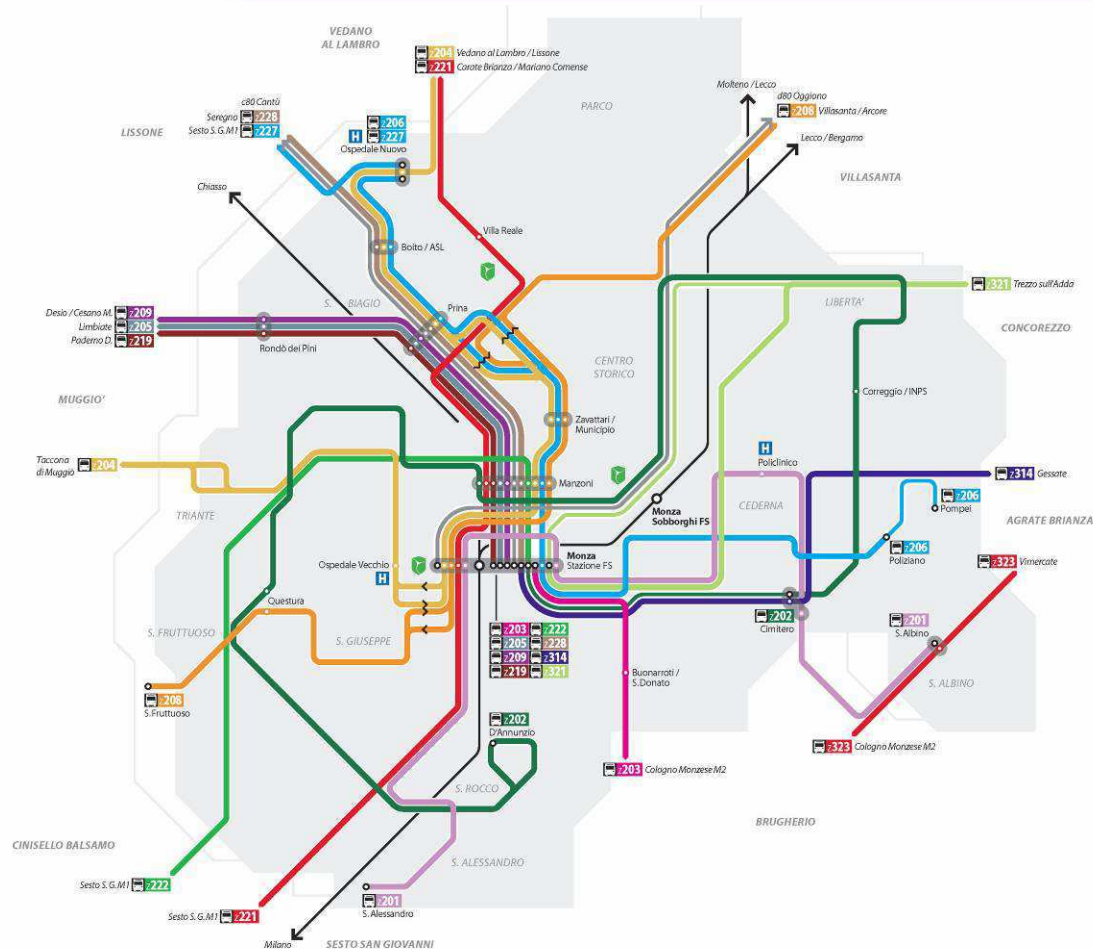 VEDANO
AL LAMBRO
z204 Vedano al Lambro / Lissone
z221 Carate Brianza / Mariano Comense
PARCO
Molteno / Lecco
d80 Oggiono
z208 Villasanta / Arcore
Lecco / Bergamo
c80 Cantù
Seregno z228
Sesto S.G.M1 z227
LISSONE
z206
H z227
Ospedale Nuovo
VILLASANTA
Chiasso
Villa Reale
Boito / ASL
z321 Trezzo sull'Adda
S. BIAGIO
LIBERTA'
Prina
Desio / Cesano M. z209
Limbiate z205
Paderno D. z219
Rondò dei Pini
CONCOREZZO
CENTRO
STORICO
Correggio / INPS
MUGGIO'
Zavattari /
Municipio
H
Policlinico
Taccona
di Muggiò z204
z314 Gessate
Manzoni
TRIANTE
Monza
Sobborghi FS
CEDERNA
z206
Pompei
AGRATE BRIANZA
z206
Poliziano
Monza
Stazione FS
Ospedale Vecchio
H
z323 Vimercate
Questura
z202
Cimitero
z201
S.Albino
S. FRUTTUOSO
S. GIUSEPPE
z203 z222
z205 z228
z209 z314
z219 z321
Buonarroti /
S.Donato
S. ALBINO
z208
S.Fruttuoso
z202
D'Annunzio
z323 Cologno Monzese M2
z203 Cologno Monzese M2
S. ROCCO
BRUGHERIO
CINISELLO BALSAMO
S. ALESSANDRO
Sesto S.G.M1 z222
z201
S. Alessandro
Sesto S.G.M1 z221
Milano
SESTO SAN GIOVANNI